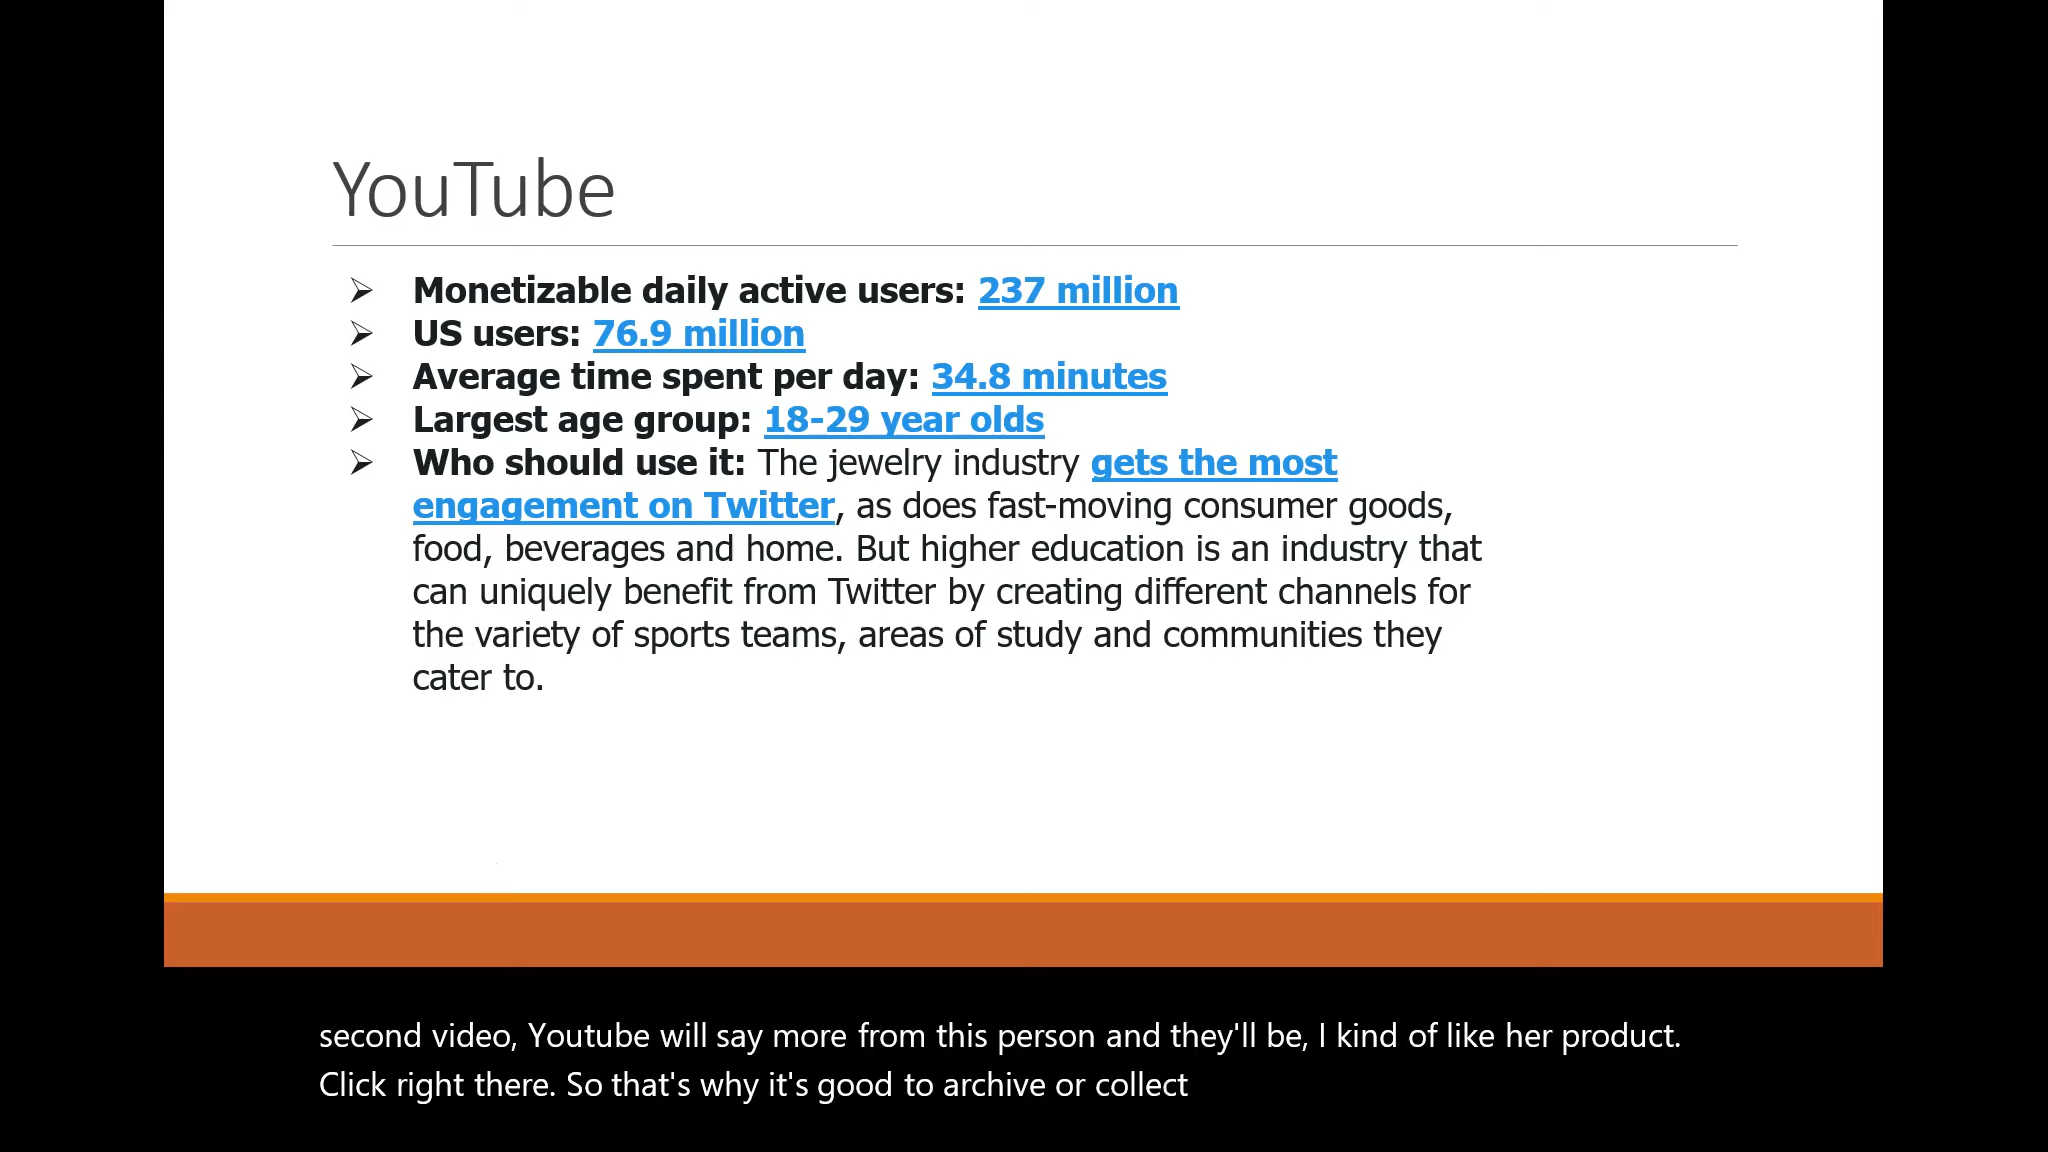 YouTube
➢ Monetizable daily active users: 237 million
➢ US users: 76.9 million
➢ Average time spent per day: 34.8 minutes
➢ Largest age group: 18-29 year olds
➢ Who should use it: The jewelry industry gets the most
engagement on Twitter, as does fast-moving consumer goods,
food, beverages and home. But higher education is an industry that
can uniquely benefit from Twitter by creating different channels for
the variety of sports teams, areas of study and communities they
cater to.
second video, Youtube will say more from this person and they'll be, I kind of like her product.
Click right there. So that's why it's good to archive or collect